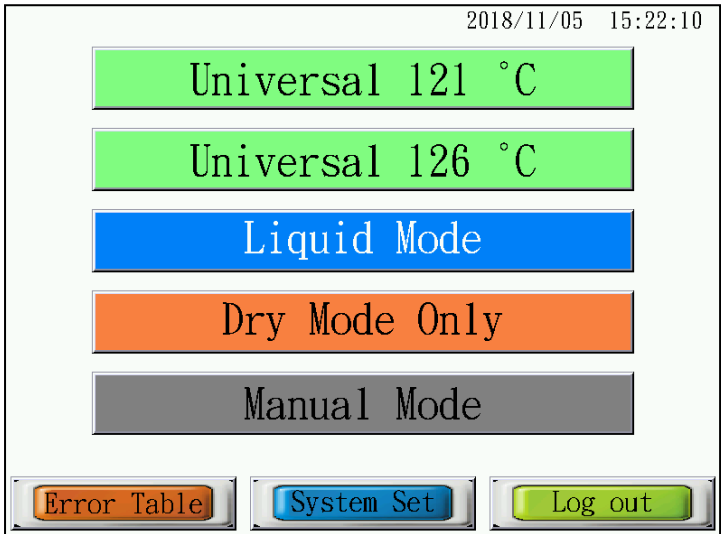 2018/11/05 15:22:10
Universal 121 °C
Universal 126 °C
Liquid Mode
Dry Mode Only
Manual Mode
Error Table System Set Log out